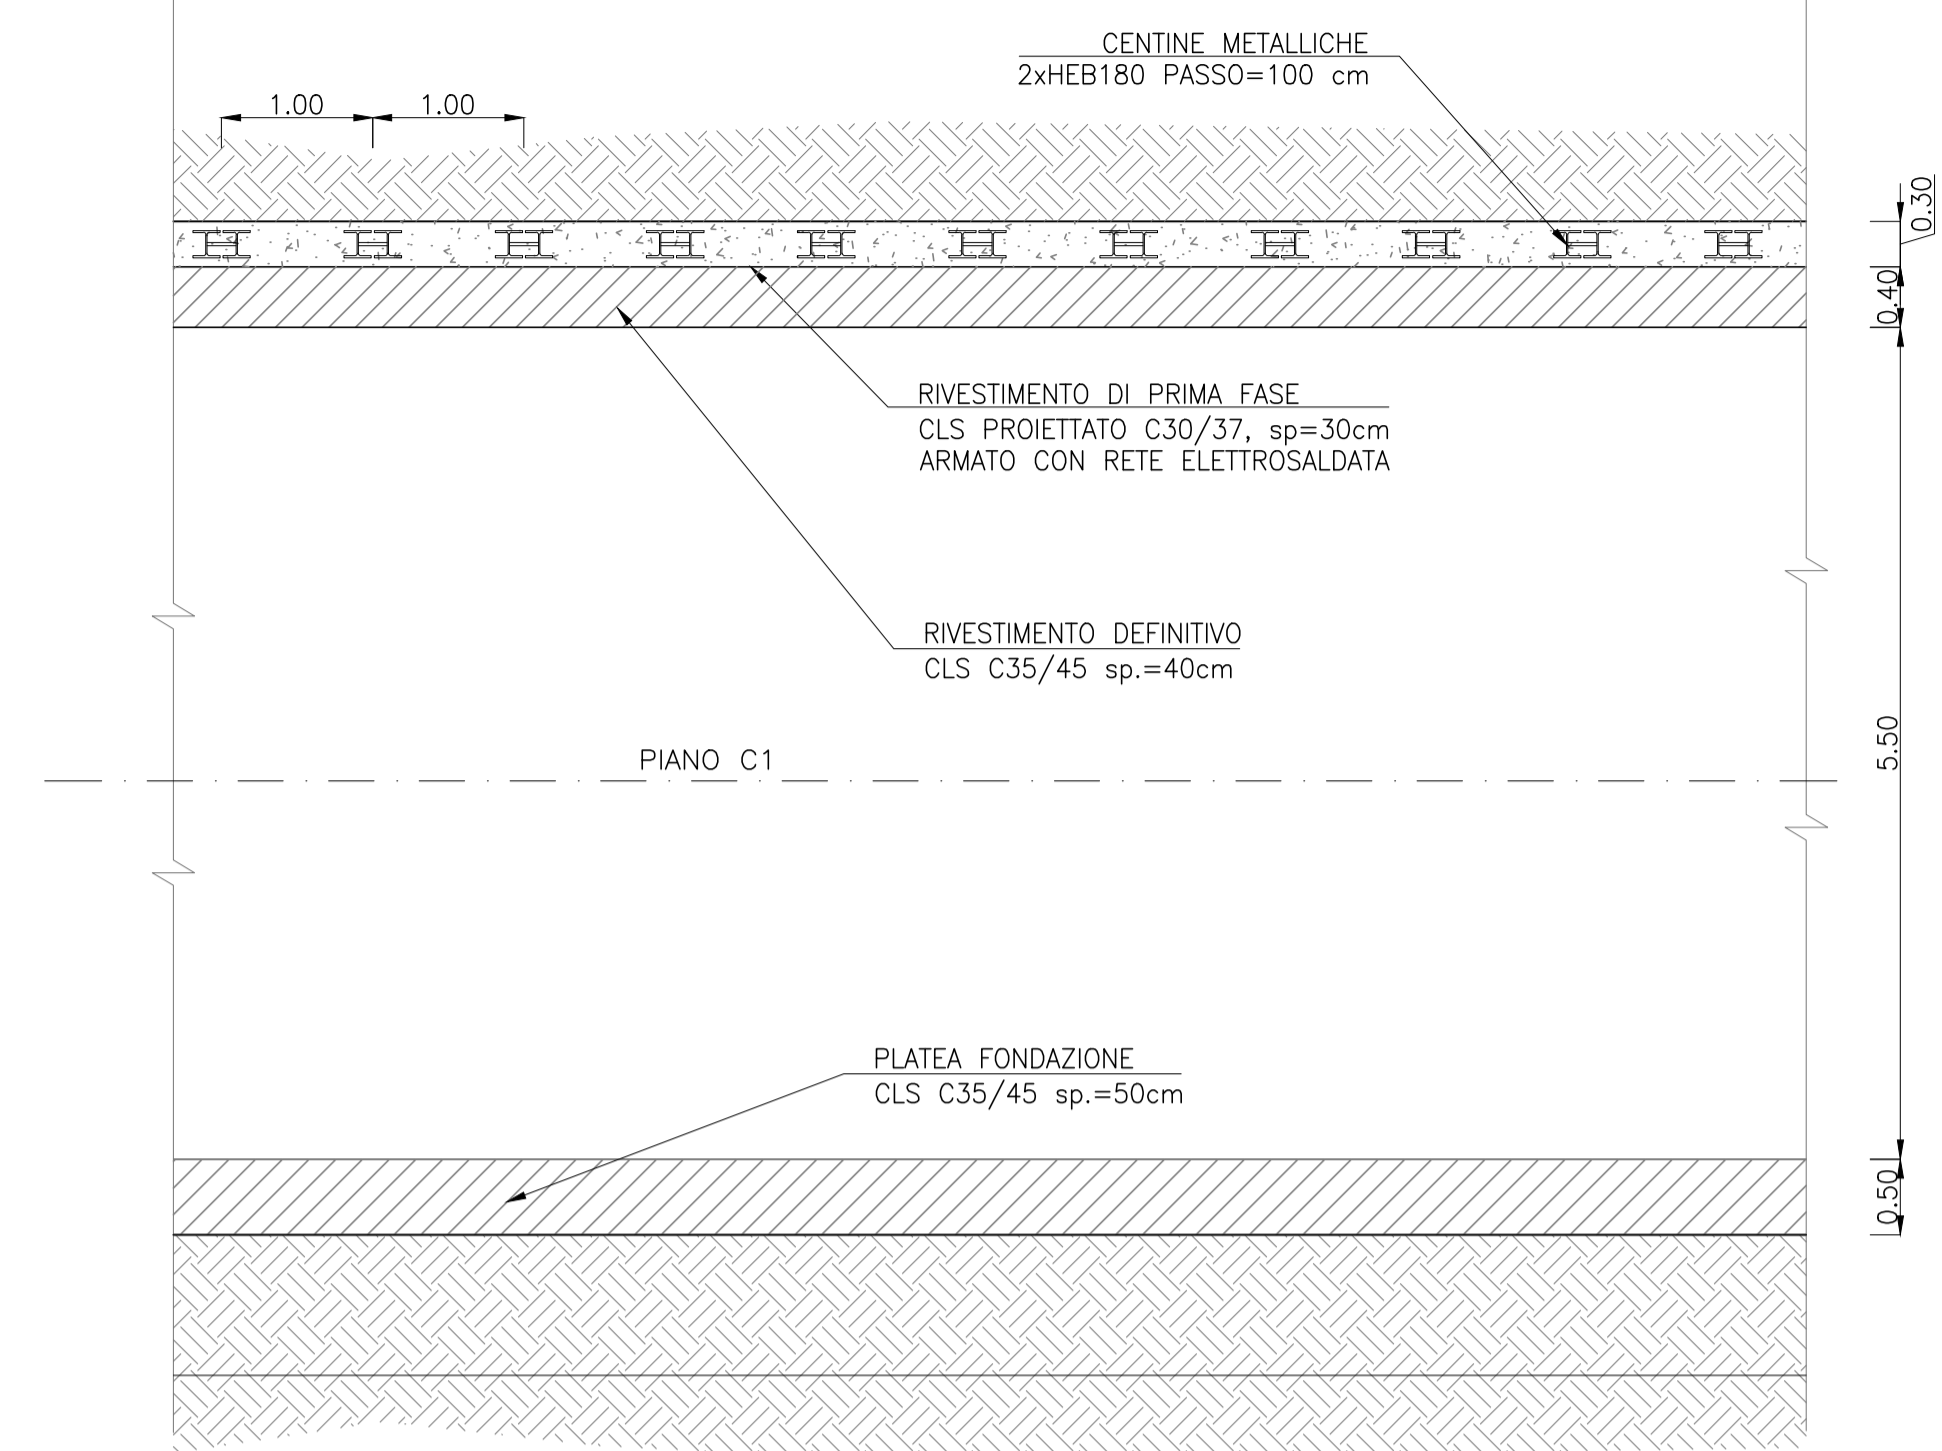 CENTINE METALLICHE
2xHEB180 PASSO=100 cm
1.00
1.00
0.30
0.40
RIVESTIMENTO DI PRIMA FASE
CLS PROIETTATO C30/37, sp=30cm
ARMATO CON RETE ELETTROSALDATA
RIVESTIMENTO DEFINITIVO
CLS C35/45 sp.=40cm
PIANO C1
5.50
PLATEA FONDAZIONE
CLS C35/45 sp.=50cm
0.50